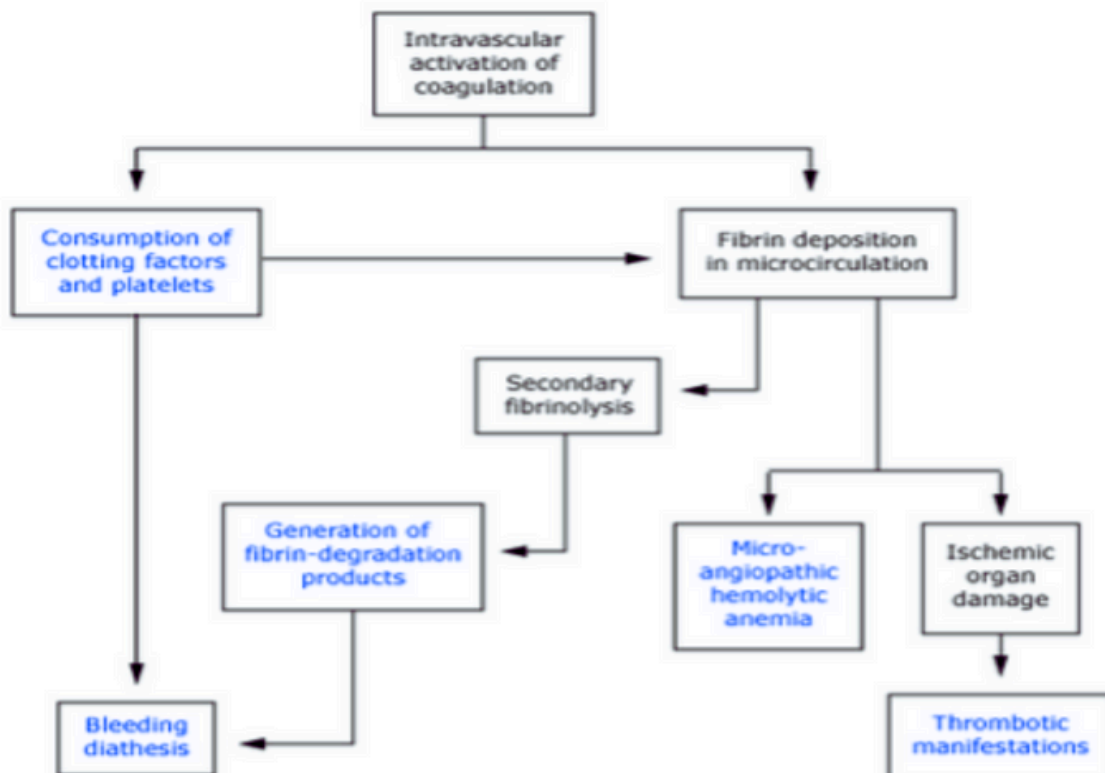 Intravascular
activation of
coagulation
Consumption of
clotting factors
and platelets
Fibrin deposition
in microcirculation
Secondary
fibrinolysis
Generation of
fibrin-degradation
products
Micro-
angiopathic
hemolytic
anemia
Ischemic
organ
damage
Bleeding
diathesis
Thrombotic
manifestations